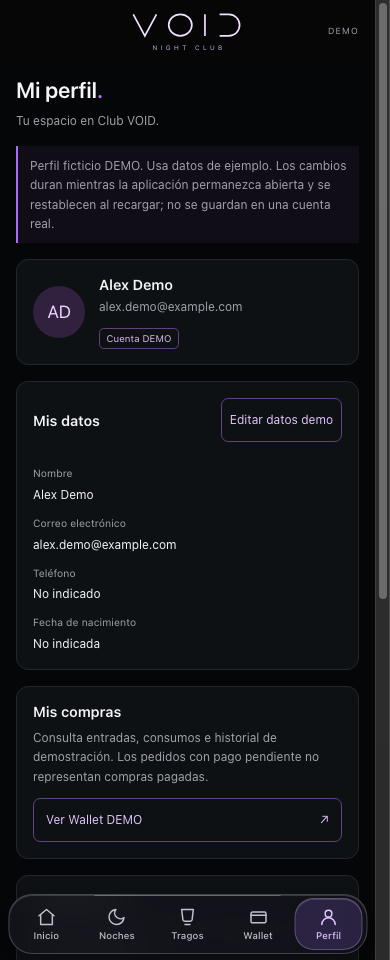 VOID
NIGHT CLUB
DEMO
Mi perfil.
Tu espacio en Club VOID.
Perfil ficticio DEMO. Usa datos de ejemplo. Los cambios
duran mientras la aplicación permanezca abierta y se
restablecen al recargar; no se guardan en una cuenta
real.
AD
Alex Demo
alex.demo@example.com
Cuenta DEMO
Mis datos
Editar datos demo
Nombre
Alex Demo
Correo electrónico
alex.demo@example.com
Teléfono
No indicado
Fecha de nacimiento
No indicada
Mis compras
Consulta entradas, consumos e historial de
demostración. Los pedidos con pago pendiente no
representan compras pagadas.
Ver Wallet DEMO
Inicio
Noches
Tragos
Wallet
Perfil